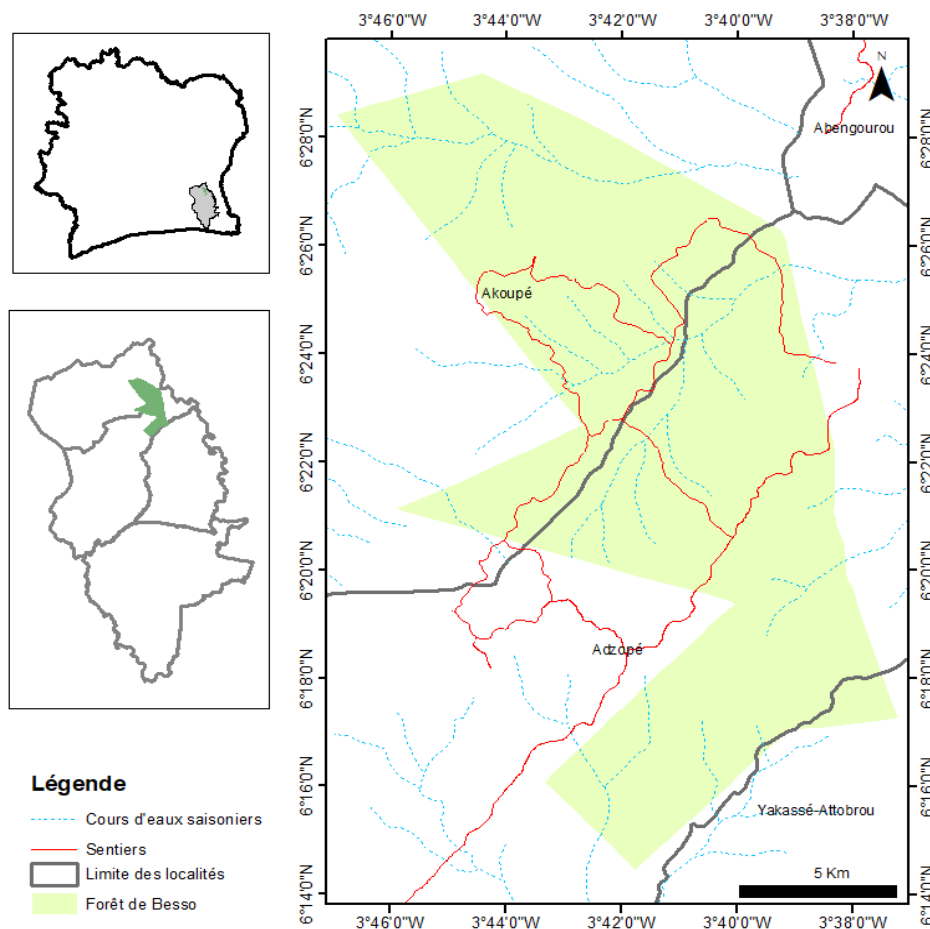 3°46'0"W 3°44'0"W 3°42'0"W 3°40'0"W 3°38'0"W
N
Abengourou
6°28'0"N 6°28'0"N
6°26'0"N 6°26'0"N
Akoupé
6°24'0"N 6°24'0"N
6°22'0"N 6°22'0"N
6°20'0"N 6°20'0"N
Adzopé
6°18'0"N 6°18'0"N
6°16'0"N 6°16'0"N
Yakassé-Attobrou
5 Km
6°14'0"N 6°14'0"N
3°46'0"W 3°44'0"W 3°42'0"W 3°40'0"W 3°38'0"W
Légende
Cours d'eaux saisoniers
Sentiers
Limite des localités
Forêt de Besso